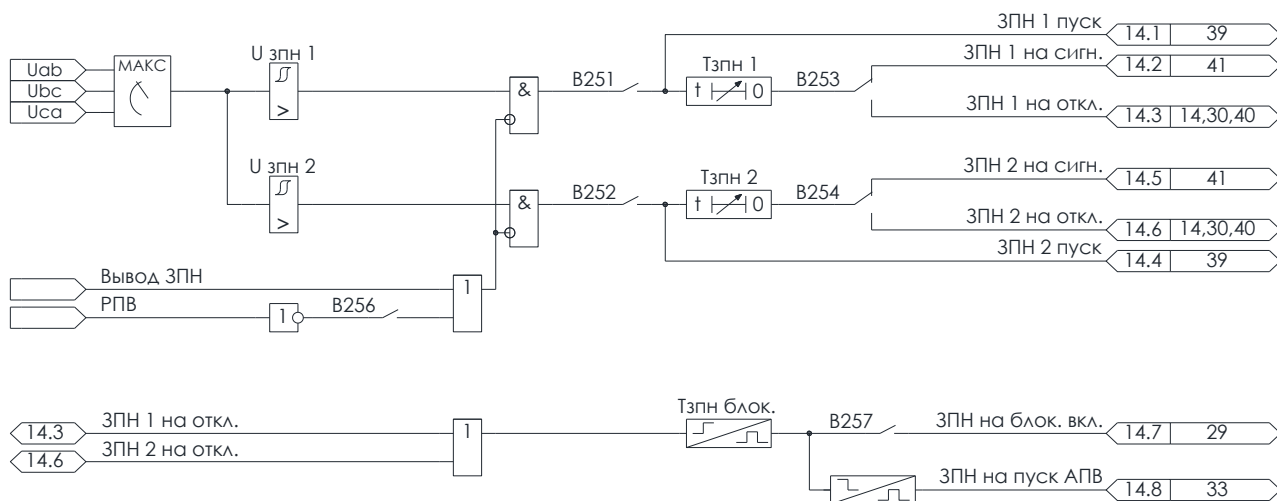 ЗПН 1 пуск 14.1 39
U зпн 1 ЗПН 1 на сигн. 14.2 41
Uab МАКС Tзпн 1
Ubc & B251 t 0 B253
Uca > ЗПН 1 на откл. 14.3 14,30,40
U зпн 2 Tзпн 2 ЗПН 2 на сигн. 14.5 41
& B252 t 0 B254
> ЗПН 2 на откл. 14.6 14,30,40
ЗПН 2 пуск 14.4 39
Вывод ЗПН 1
РПВ 1 B256
Tзпн блок.
14.3 ЗПН 1 на откл. 1 B257 ЗПН на блок. вкл. 14.7 29
14.6 ЗПН 2 на откл.
ЗПН на пуск АПВ 14.8 33